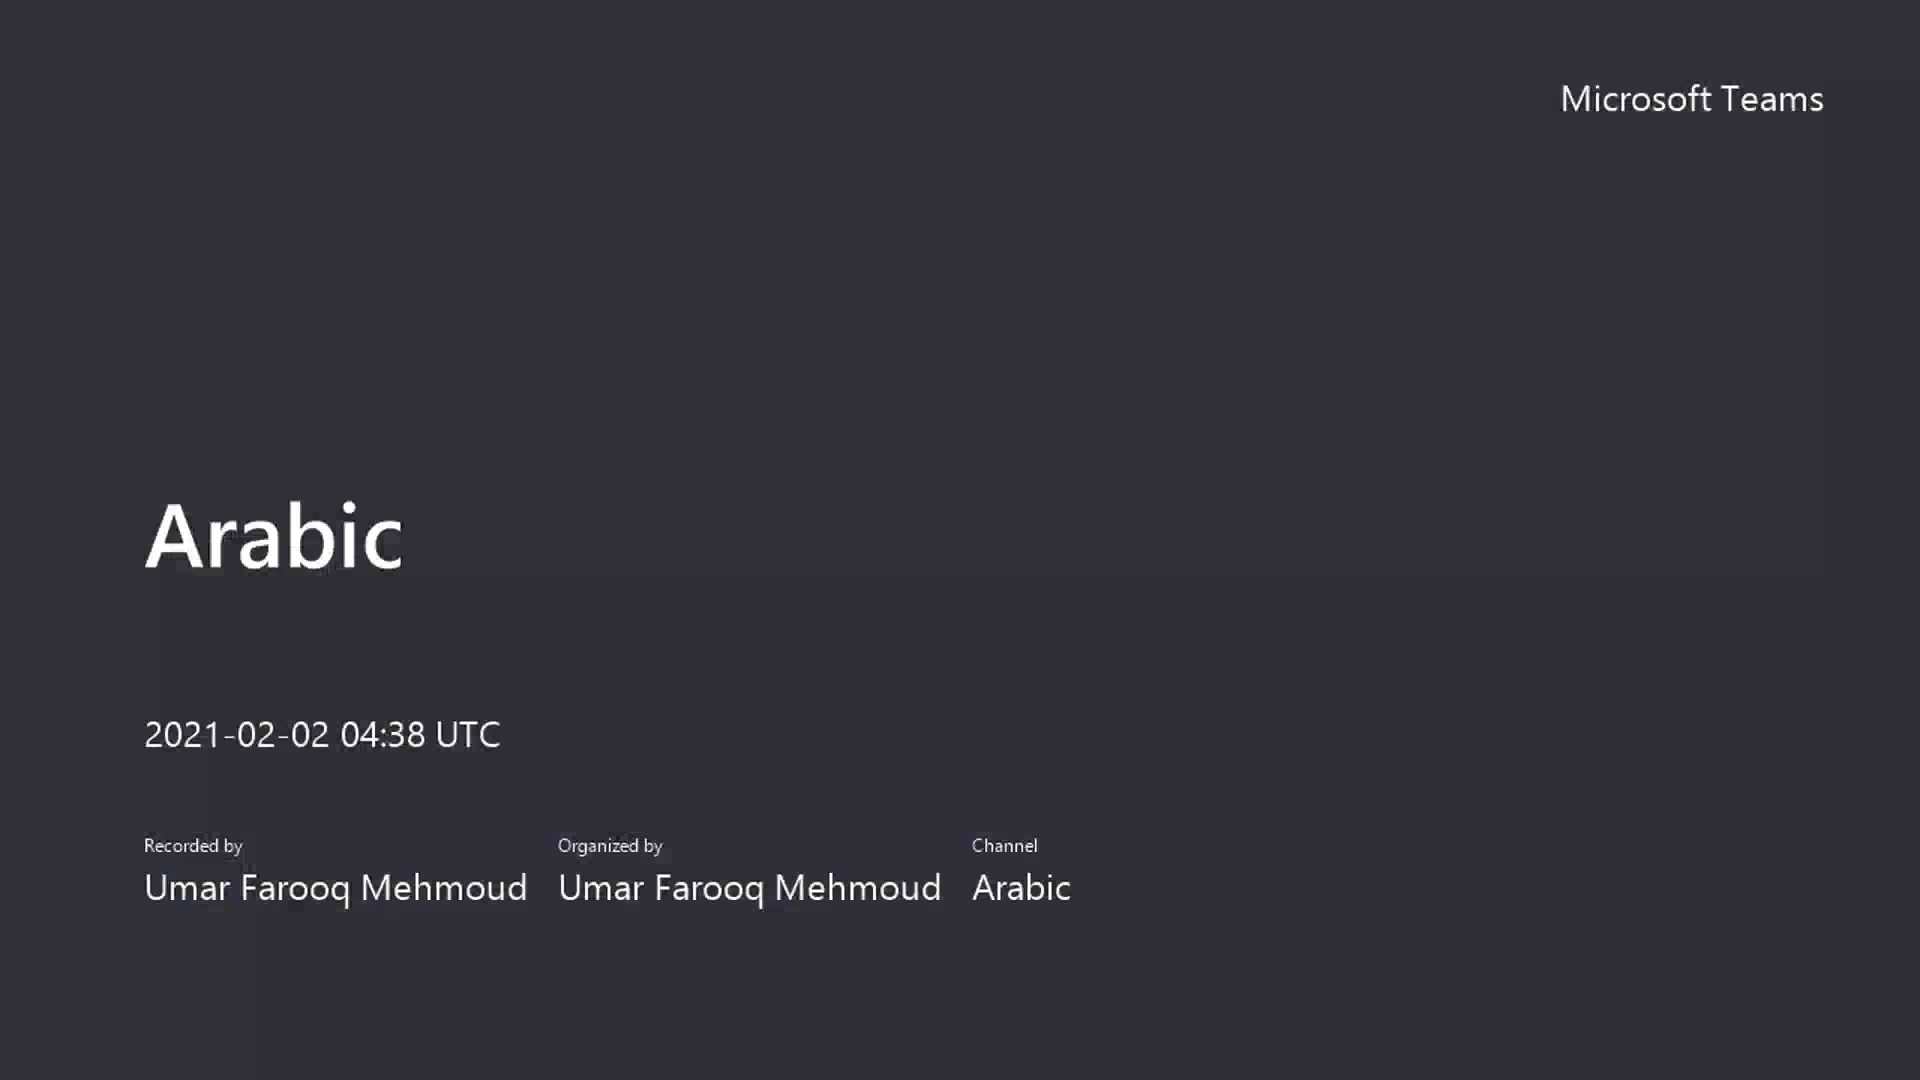 Microsoft Teams
Arabic
2021-02-02 04:38 UTC
Recorded by
Umar Farooq Mehmoud
Organized by
Umar Farooq Mehmoud
Channel
Arabic